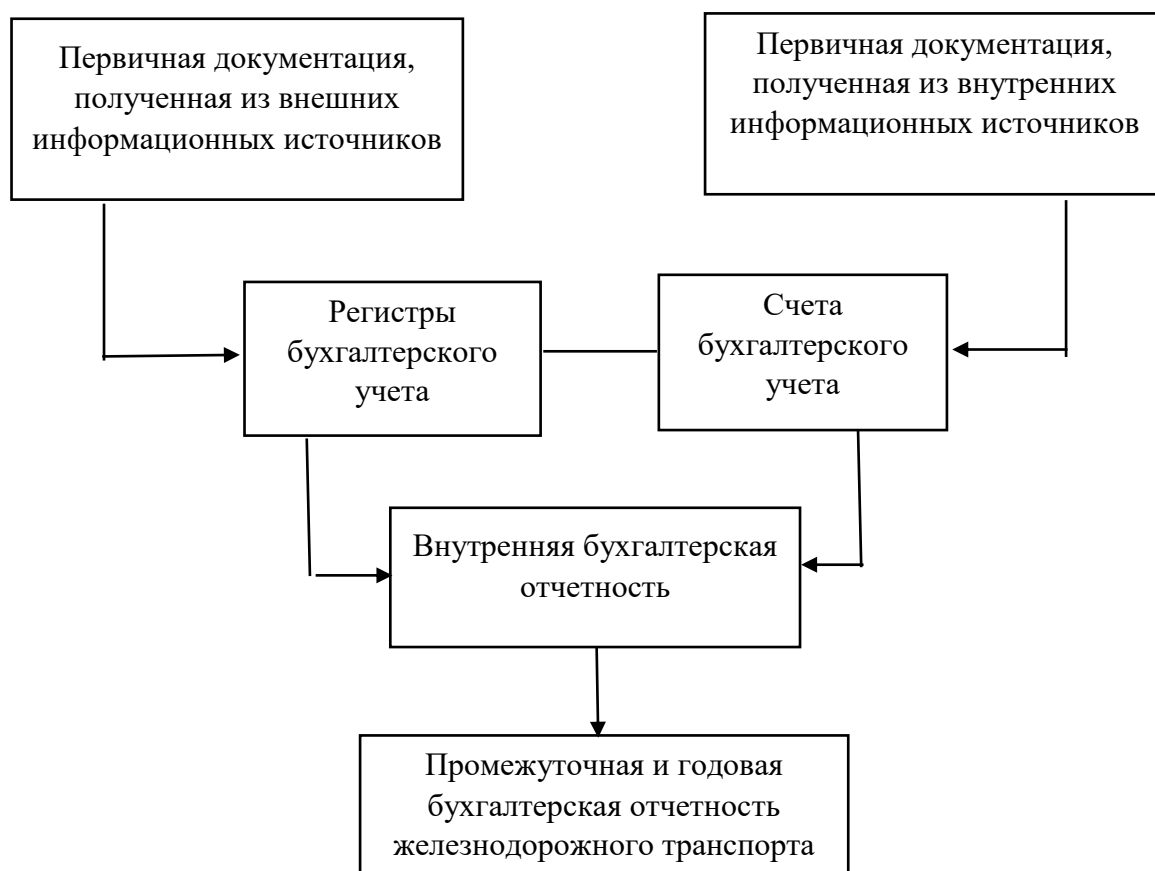 Первичная документация,
полученная из внешних
информационных источников
Первичная документация,
полученная из внутренних
информационных источников
Регистры
бухгалтерского
учета
Счета
бухгалтерского
учета
Внутренняя бухгалтерская
отчетность
Промежуточная и годовая
бухгалтерская отчетность
железнодорожного транспорта